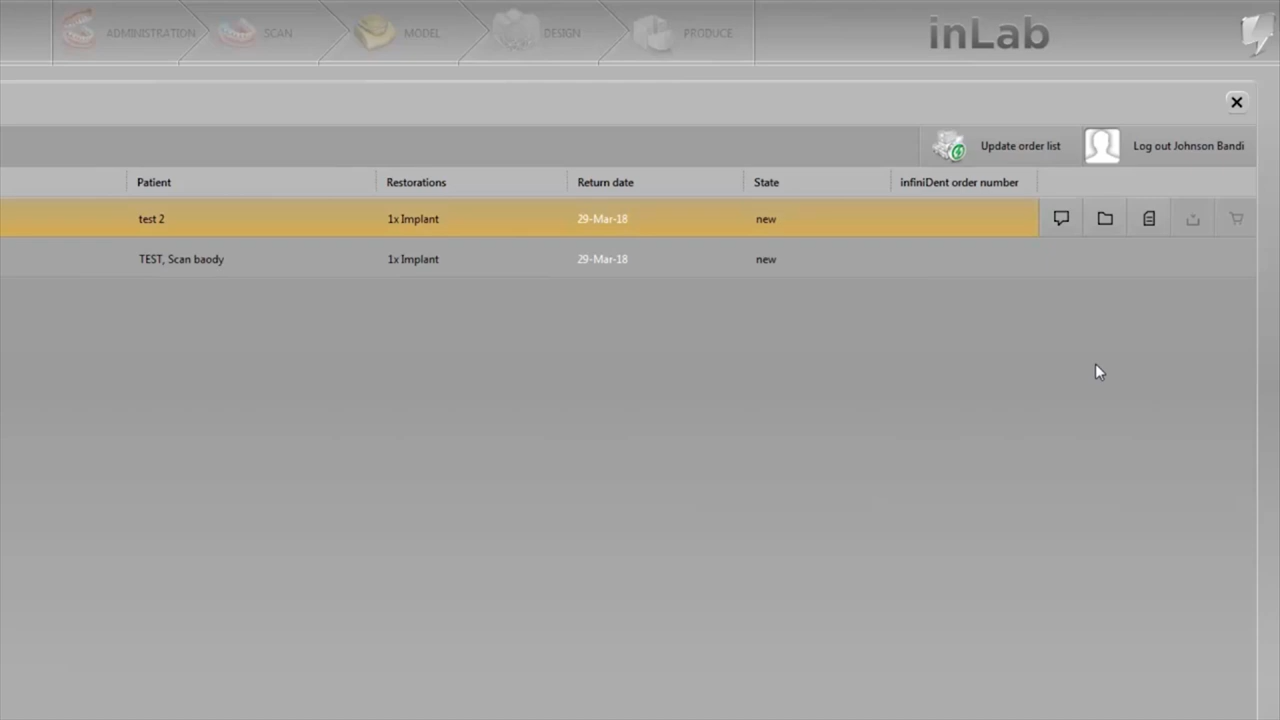 ADMINISTRATION SCAN MODEL DESIGN PRODUCE inLab
Update order list Log out Johnson Bandi
Patient Restorations Return date State infiniDent order number
test 2 1x Implant 29-Mar-18 new
TEST, Scan baody 1x Implant 29-Mar-18 new